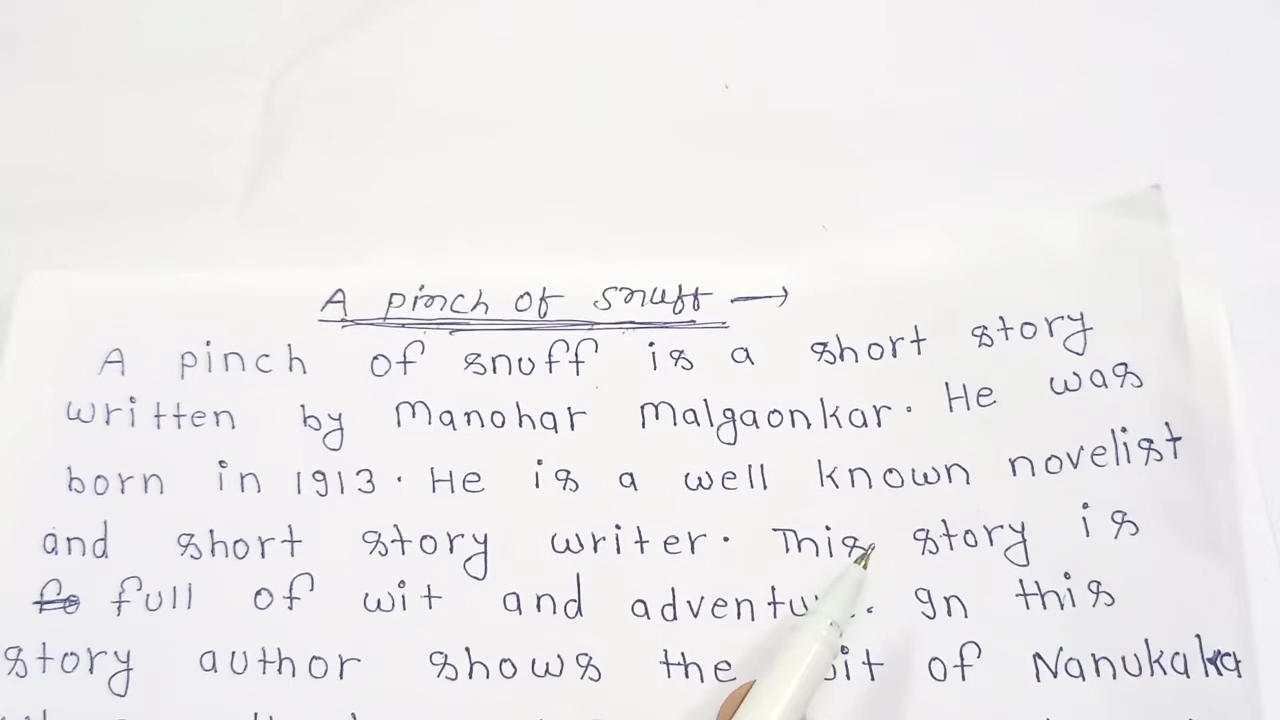 A pinch of snuff →
A pinch of snuff is a short story
written by Manohar Malgaonkar. He was
born in 1913. He is a well known novelist
and short story writer. This story is
full of wit and adventu.. In this
story author shows the it of Nanukaka